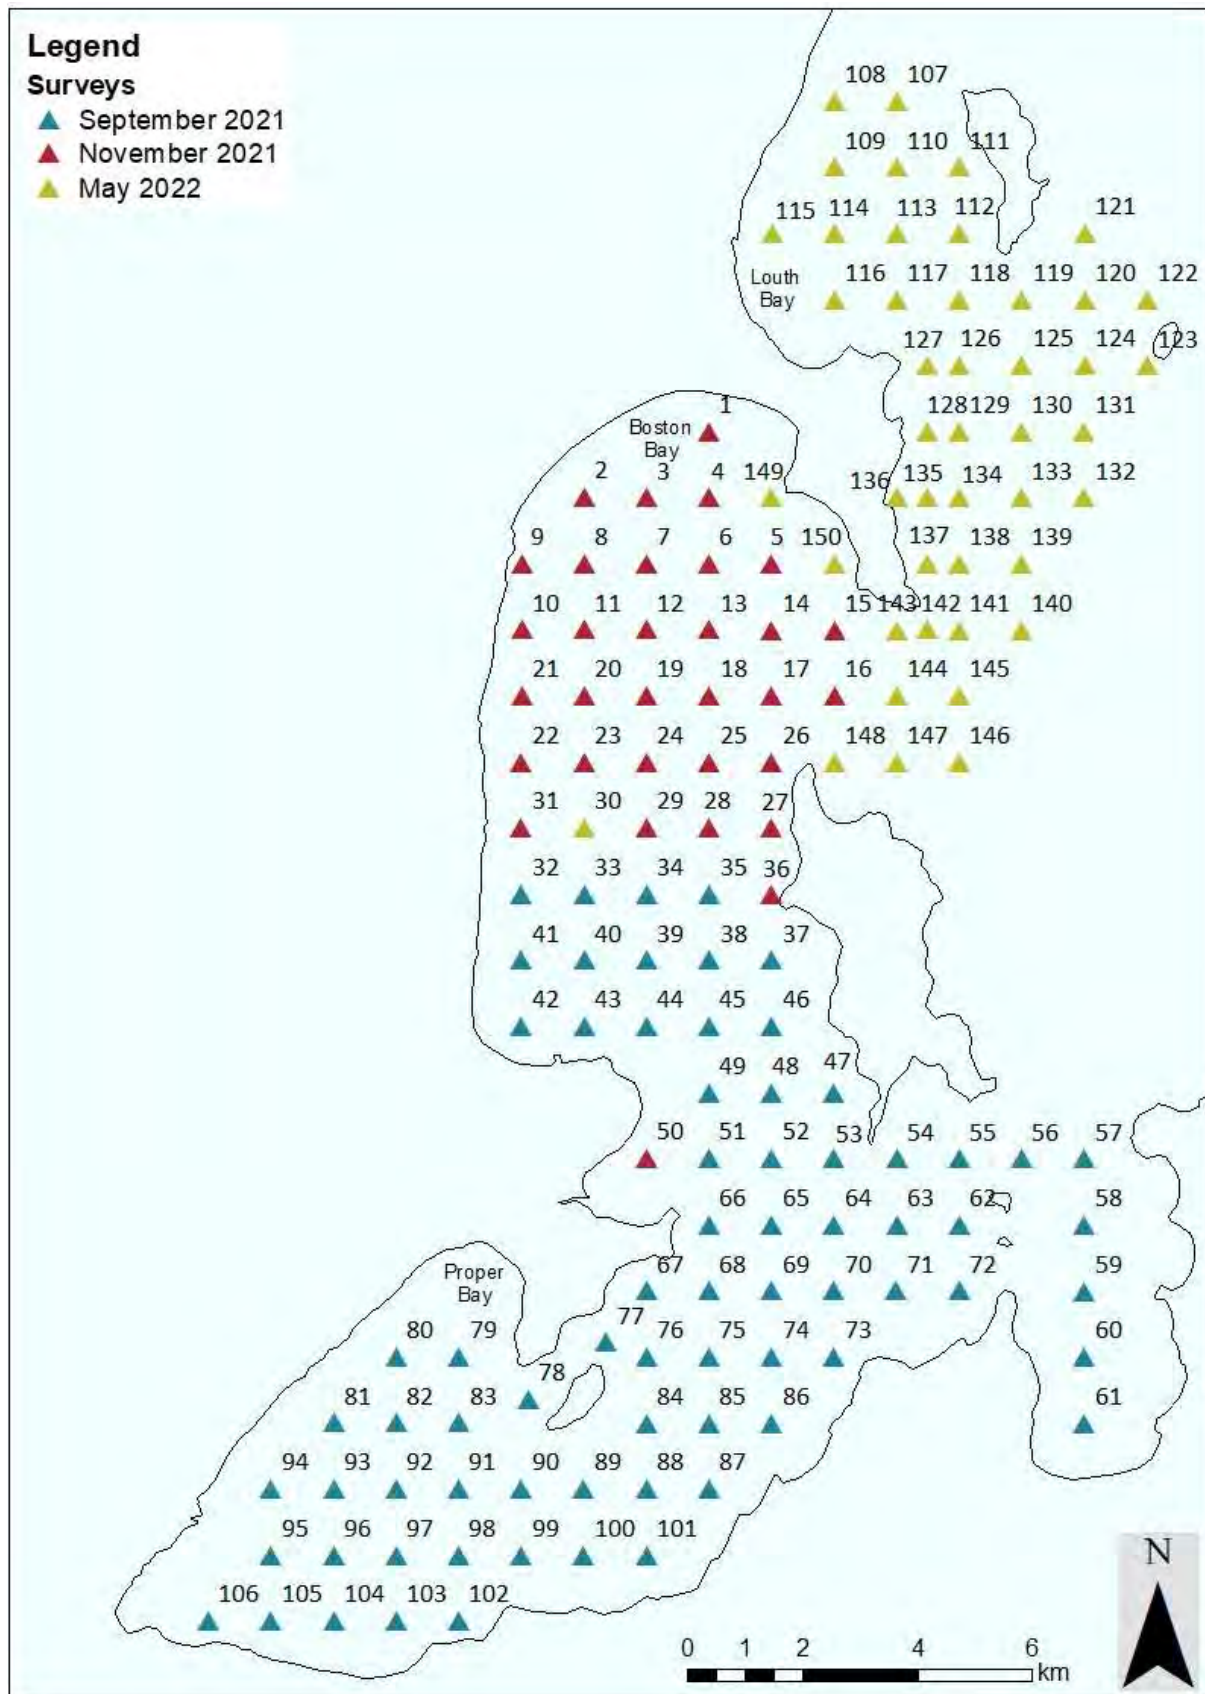 Legend
Surveys
September 2021
November 2021
May 2022
108 107
109 110 111
115 114 113 112 121
Louth
Bay
116 117 118 119 120 122
127 126 125 124 123
1
Boston
Bay
128 129 130 131
2 3 4 149 136 135 134 133 132
9 8 7 6 5 150 137 138 139
10 11 12 13 14 15 143 142 141 140
21 20 19 18 17 16 144 145
22 23 24 25 26 148 147 146
31 30 29 28 27
32 33 34 35 36
41 40 39 38 37
42 43 44 45 46
49 48 47
50 51 52 53 54 55 56 57
66 65 64 63 62 58
Proper
Bay
67 68 69 70 71 72 59
80 79 77 76 75 74 73 60
81 82 83 78 84 85 86 61
94 93 92 91 90 89 88 87
95 96 97 98 99 100 101
106 105 104 103 102
N
0 1 2 4 6
km